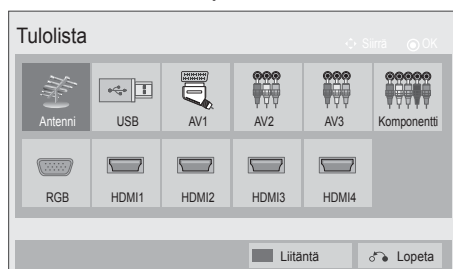 Tulolista
Siirrä OK
Antenni USB AV1 AV2 AV3 Komponentti
RGB HDMI1 HDMI2 HDMI3 HDMI4
Liitäntä Lopeta